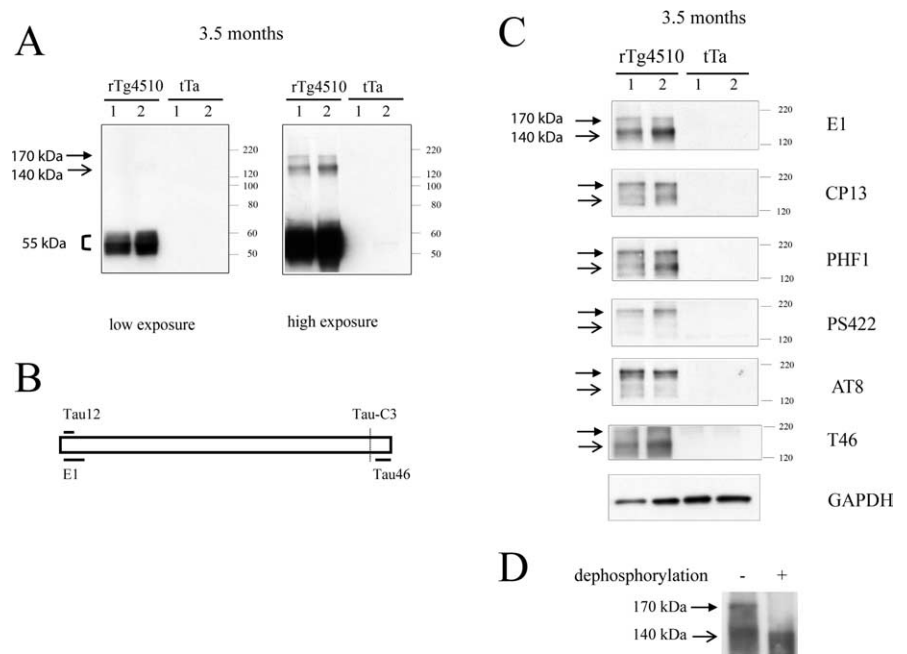 A
3.5 months
rTg4510 tTa
1 2 1 2
170 kDa
140 kDa
55 kDa
220
120
100
80
60
50
low exposure
rTg4510 tTa
1 2 1 2
220
120
100
80
60
50
high exposure
B
Tau12 Tau-C3
E1 Tau46
C
3.5 months
rTg4510 tTa
1 2 1 2
170 kDa
140 kDa
220
120
E1
220
120
CP13
220
120
PHF1
220
120
PS422
220
120
AT8
220
120
T46
GAPDH
D
dephosphorylation - +
170 kDa
140 kDa